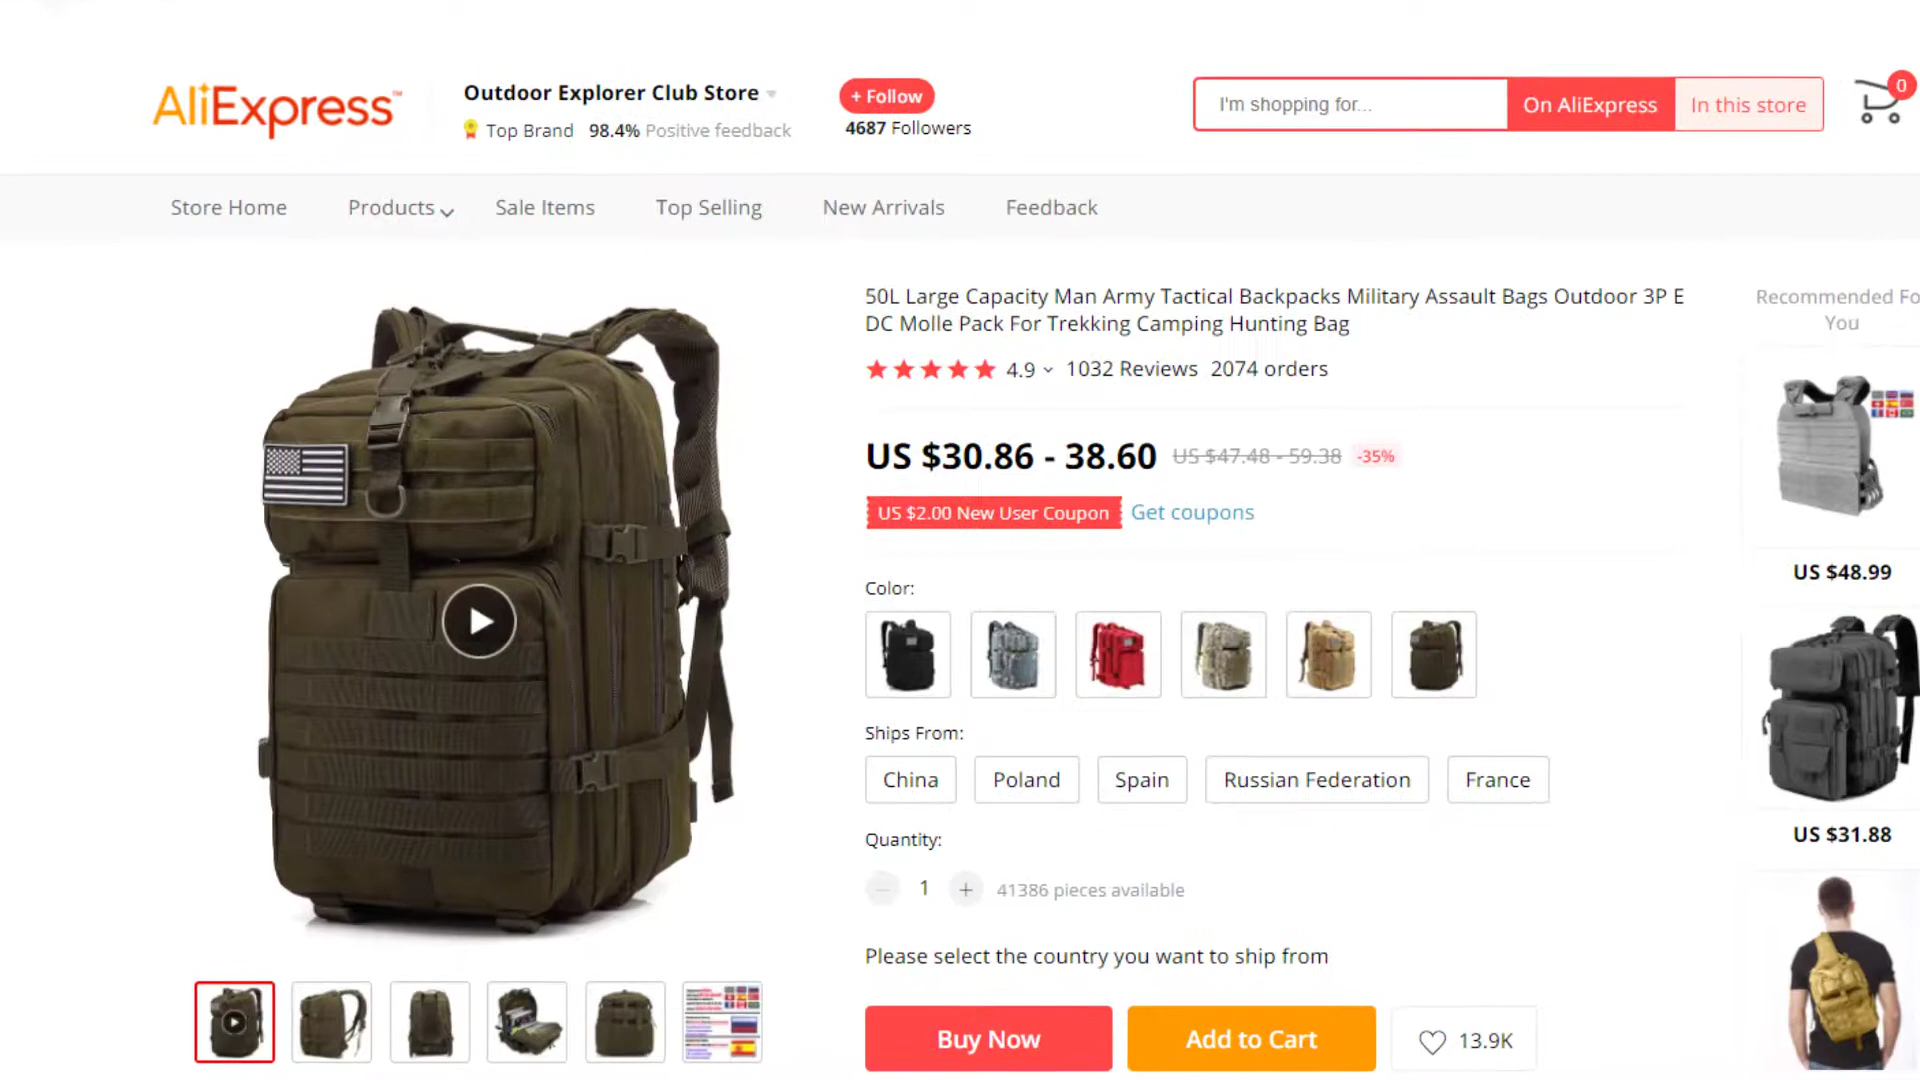 AliExpress™
Outdoor Explorer Club Store
Top Brand 98.4% Positive feedback
+ Follow
4687 Followers
I'm shopping for...
On AliExpress
In this store
0
Store Home
Products
Sale Items
Top Selling
New Arrivals
Feedback
50L Large Capacity Man Army Tactical Backpacks Military Assault Bags Outdoor 3P E
DC Molle Pack For Trekking Camping Hunting Bag
4.9
1032 Reviews
2074 orders
US $30.86 - 38.60
US $47.48 - 59.38
-35%
US $2.00 New User Coupon
Get coupons
Color:
Ships From:
China
Poland
Spain
Russian Federation
France
Quantity:
1
+
41386 pieces available
Please select the country you want to ship from
Buy Now
Add to Cart
13.9K
Recommended Fo
You
US $48.99
US $31.88